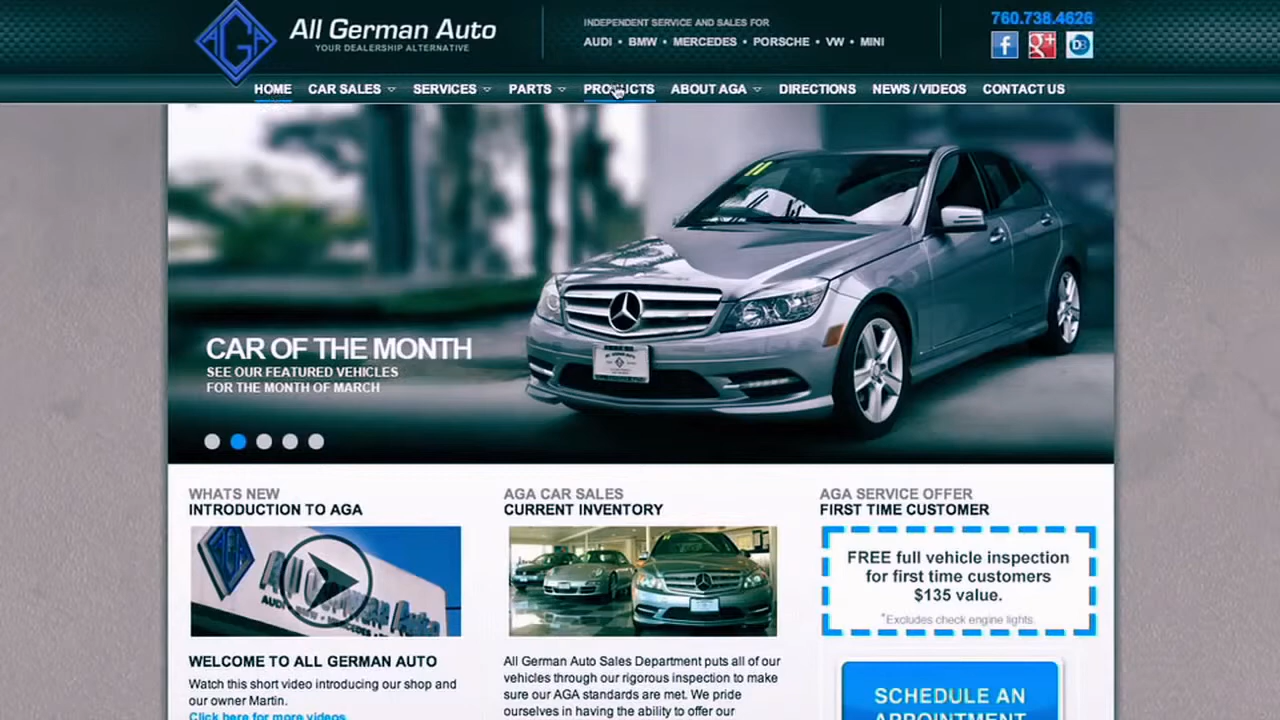 All German Auto
YOUR DEALERSHIP ALTERNATIVE
INDEPENDENT SERVICE AND SALES FOR
AUDI • BMW • MERCEDES • PORSCHE • VW • MINI
760.738.4626
AGA
HOME CAR SALES SERVICES PARTS PRODUCTS ABOUT AGA DIRECTIONS NEWS / VIDEOS CONTACT US
11
CAR OF THE MONTH
SEE OUR FEATURED VEHICLES
FOR THE MONTH OF MARCH
WHATS NEW
INTRODUCTION TO AGA
AGA
All German Auto
WELCOME TO ALL GERMAN AUTO
Watch this short video introducing our shop and
our owner Martin.
Click here for more videos
AGA CAR SALES
CURRENT INVENTORY
All German Auto Sales Department puts all of our
vehicles through our rigorous inspection to make
sure our AGA standards are met. We pride
ourselves in having the ability to offer our
AGA SERVICE OFFER
FIRST TIME CUSTOMER
FREE full vehicle inspection
for first time customers
$135 value.
*Excludes check engine lights.
SCHEDULE AN
APPOINTMENT